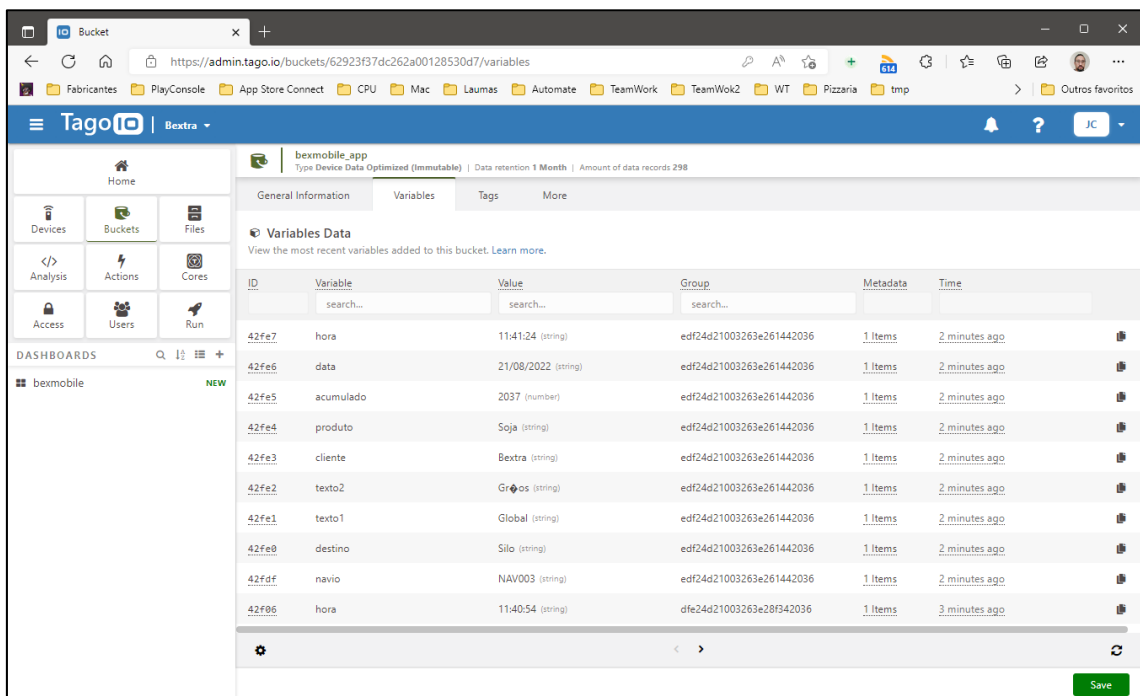 Bucket
https://admin.tago.io/buckets/62923f37dc262a00128530d7/variables
614
Fabricantes PlayConsole App Store Connect CPU Mac Laumas Automate TeamWork TeamWok2 WT Pizzaria tmp Outros favoritos
Tago IO | Bextra ? JC
Home
Devices Buckets Files
Analysis Actions Cores
Access Users Run
DASHBOARDS
bexmobile NEW
bexmobile_app
Type Device Data Optimized (Immutable) | Data retention 1 Month | Amount of data records 298
General Information Variables Tags More
Variables Data
View the most recent variables added to this bucket. Learn more.
ID Variable Value Group Metadata Time
search... search... search...
42fe7 hora 11:41:24 (string) edf24d21003263e261442036 1 Items 2 minutes ago
42fe6 data 21/08/2022 (string) edf24d21003263e261442036 1 Items 2 minutes ago
42fe5 acumulado 2037 (number) edf24d21003263e261442036 1 Items 2 minutes ago
42fe4 produto Soja (string) edf24d21003263e261442036 1 Items 2 minutes ago
42fe3 cliente Bextra (string) edf24d21003263e261442036 1 Items 2 minutes ago
42fe2 texto2 Gr�os (string) edf24d21003263e261442036 1 Items 2 minutes ago
42fe1 texto1 Global (string) edf24d21003263e261442036 1 Items 2 minutes ago
42fe0 destino Silo (string) edf24d21003263e261442036 1 Items 2 minutes ago
42fdf navio NAV003 (string) edf24d21003263e261442036 1 Items 2 minutes ago
42f06 hora 11:40:54 (string) dfe24d21003263e28f342036 1 Items 3 minutes ago
Save